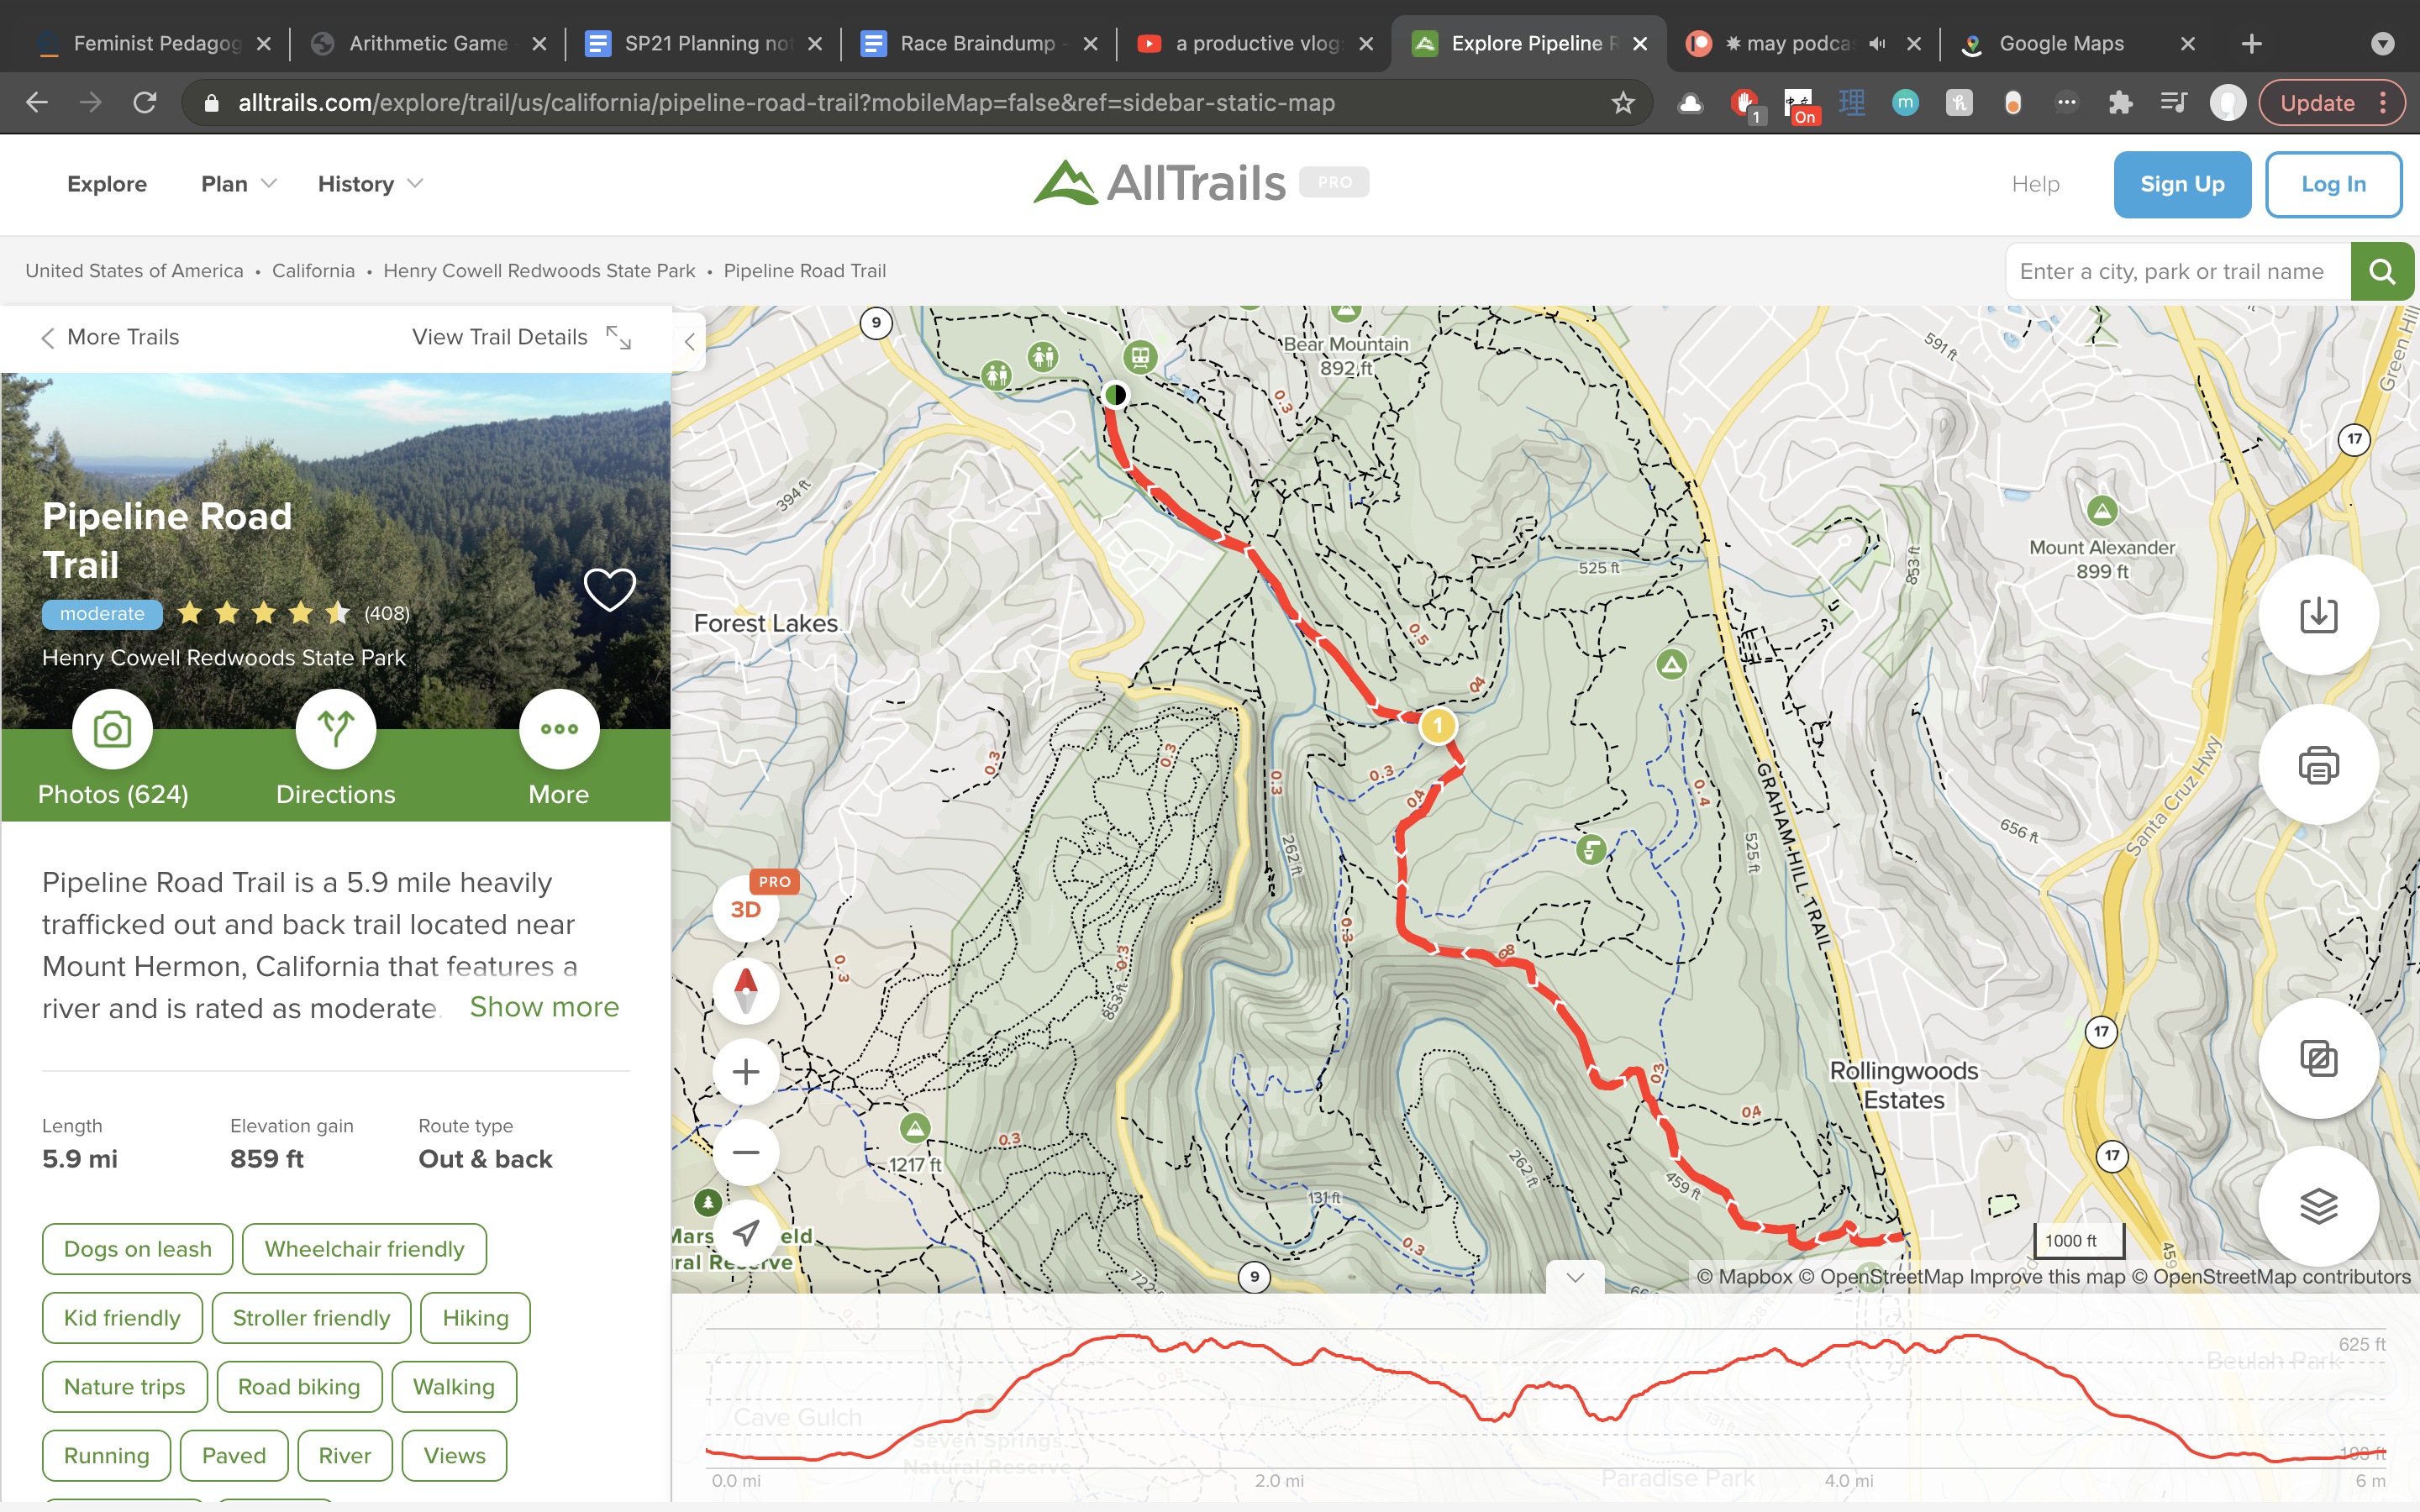 Feminist Pedagog
Arithmetic Game
SP21 Planning no
Race Braindump -
a productive vlog
Explore Pipeline R
✷ may podca
Google Maps
alltrails.com/explore/trail/us/california/pipeline-road-trail?mobileMap=false&ref=sidebar-static-map
1
On
理
m
Update
Explore
Plan
History
AllTrails
PRO
Help
Sign Up
Log In
United States of America • California • Henry Cowell Redwoods State Park • Pipeline Road Trail
Enter a city, park or trail name
More Trails
View Trail Details
Pipeline Road
Trail
moderate
(408)
Henry Cowell Redwoods State Park
Photos (624)
Directions
More
Pipeline Road Trail is a 5.9 mile heavily
trafficked out and back trail located near
Mount Hermon, California that features a
river and is rated as moderate.
Show more
Length
5.9 mi
Elevation gain
859 ft
Route type
Out & back
Dogs on leash
Wheelchair friendly
Kid friendly
Stroller friendly
Hiking
Nature trips
Road biking
Walking
Running
Paved
River
Views
9
Bear Mountain
892 ft
0.3
591 ft
Green Hill
17
394 ft
Mount Alexander
899 ft
525 ft
853 ft
Forest Lakes
0.5
0.4
1
0.3
0.3
0.3
0.3
0.4
0.4
GRAHAM HILL TRAIL
Santa Cruz Hwy
656 ft
262 ft
525 ft
PRO
3D
0.3
0.3
0.3
853 ft
0.8
17
Rollingwoods
Estates
0.3
0.4
0.3
1217 ft
17
262 ft
459 ft
131 ft
0.3
722
9
459
1000 ft
© Mapbox © OpenStreetMap Improve this map © OpenStreetMap contributors
625 ft
Beulah Park
Cave Gulch
Seven Springs
Natural Reserve
Paradise Park
193 ft
0.0 mi
2.0 mi
4.0 mi
6 m